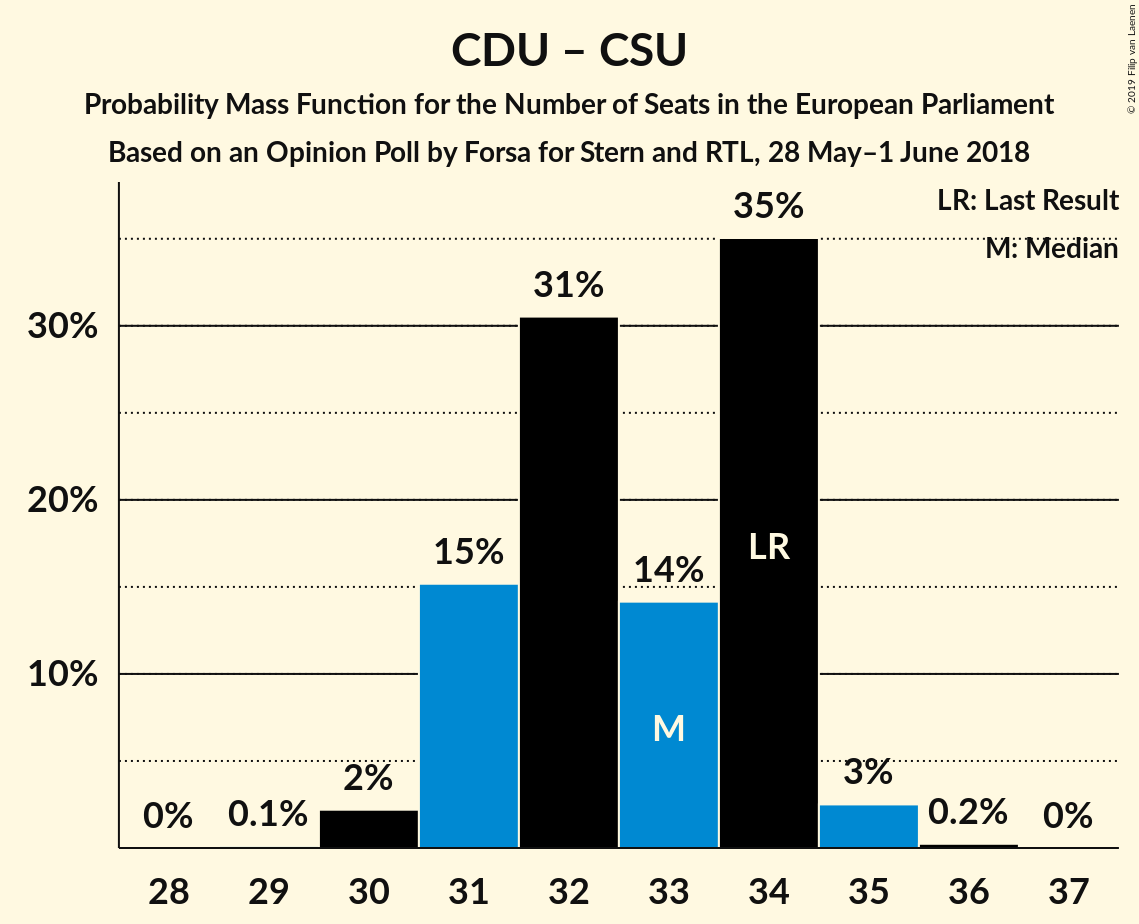 © 2019 Filip van Laenen
CDU – CSU
Probability Mass Function for the Number of Seats in the European Parliament
Based on an Opinion Poll by Forsa for Stern and RTL, 28 May–1 June 2018
LR: Last Result
M: Median
35%
31%
30%
20%
15%
14%
LR
10%
M
2%
3%
0%
0.1%
0.2%
0%
28 29 30 31 32 33 34 35 36 37